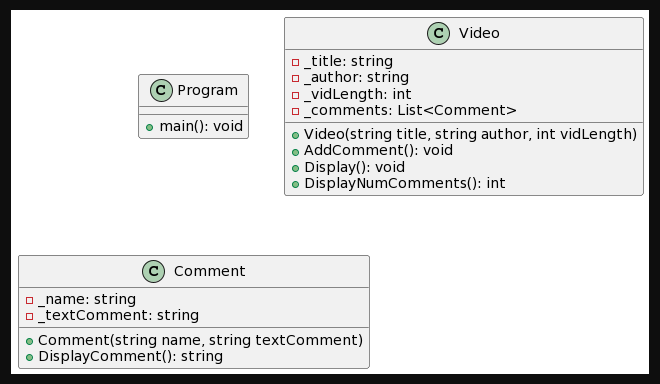 C Program
main(): void
C Video
_title: string
_author: string
_vidLength: int
_comments: List<Comment>
Video(string title, string author, int vidLength)
AddComment(): void
Display(): void
DisplayNumComments(): int
C Comment
_name: string
_textComment: string
Comment(string name, string textComment)
DisplayComment(): string